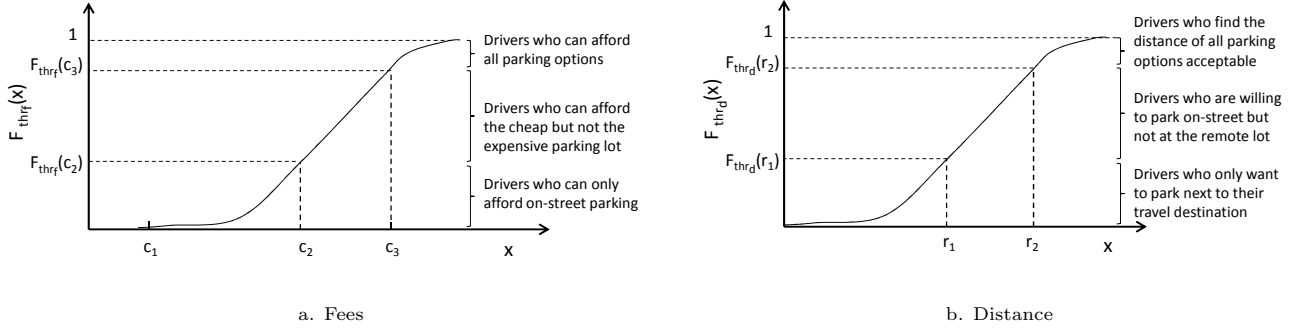 1
F_thrf(c3)
F_thrf(x)
F_thrf(c2)
c1
c2
c3
x
Drivers who can afford
all parking options
Drivers who can afford
the cheap but not the
expensive parking lot
Drivers who can only
afford on-street parking
a. Fees
1
F_thrd(r2)
F_thrd(x)
F_thrd(r1)
r1
r2
x
Drivers who find the
distance of all parking
options acceptable
Drivers who are willing
to park on-street but
not at the remote lot
Drivers who only want
to park next to their
travel destination
b. Distance